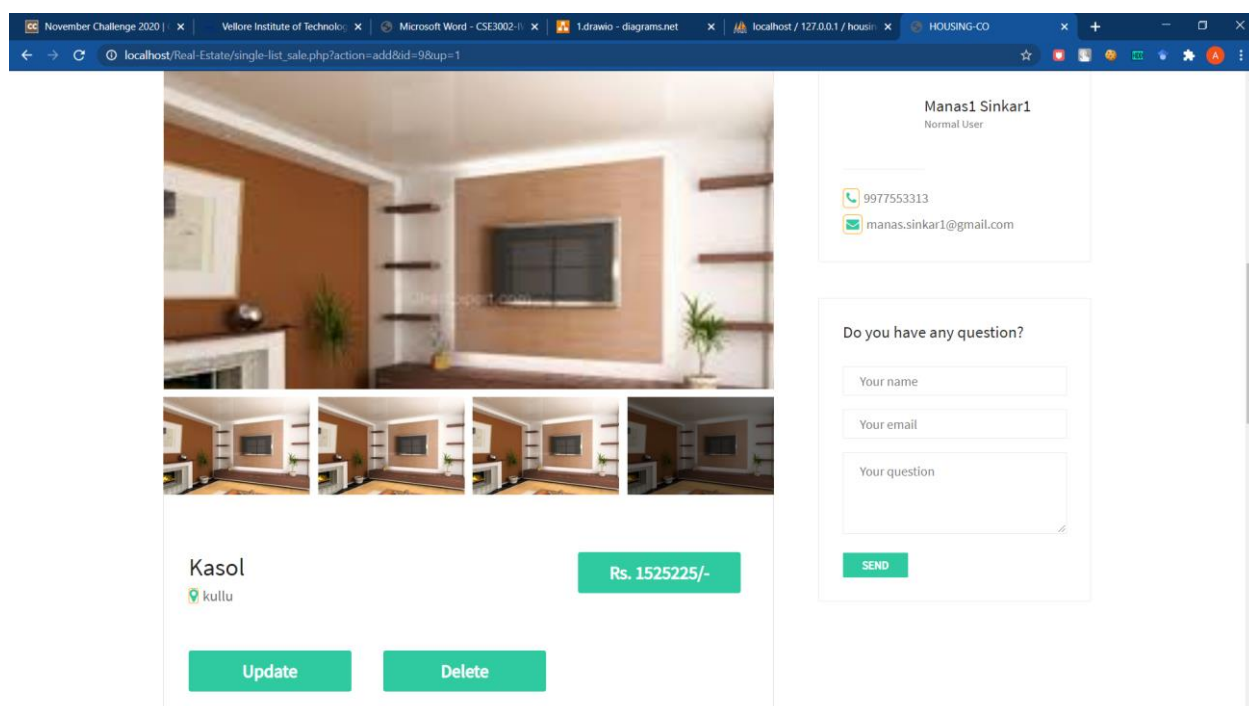 November Challenge 2020 |
Vellore Institute of Technolog
Microsoft Word - CSE3002-I
1.drawio - diagrams.net
localhost / 127.0.0.1 / housin
HOUSING-CO
localhost/Real-Estate/single-list_sale.php?action=add&id=9&up=1
Manas1 Sinkar1
Normal User
9977553313
manas.sinkar1@gmail.com
Do you have any question?
Your name
Your email
Your question
SEND
Kasol
Rs. 1525225/-
kullu
Update
Delete